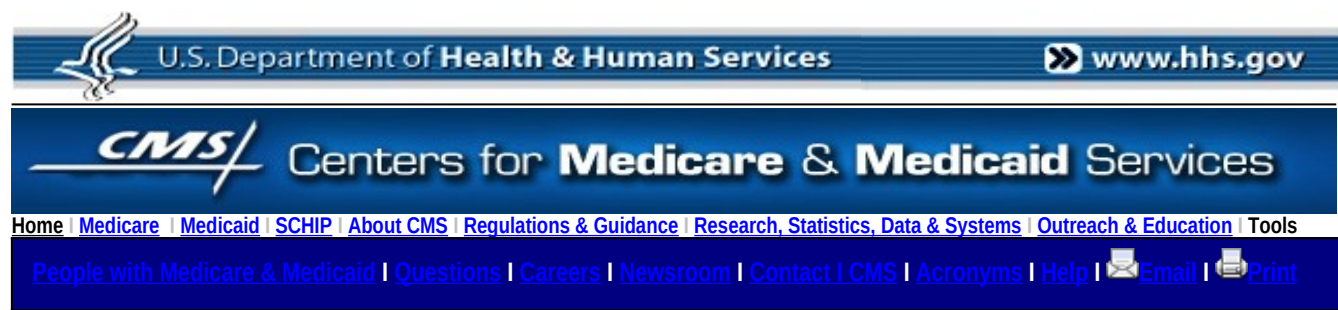 U.S. Department of Health & Human Services www.hhs.gov
CMS Centers for Medicare & Medicaid Services
Home | Medicare | Medicaid | SCHIP | About CMS | Regulations & Guidance | Research, Statistics, Data & Systems | Outreach & Education | Tools
People with Medicare & Medicaid I Questions I Careers I Newsroom I Contact I CMS I Acronyms I Help I Email I Print